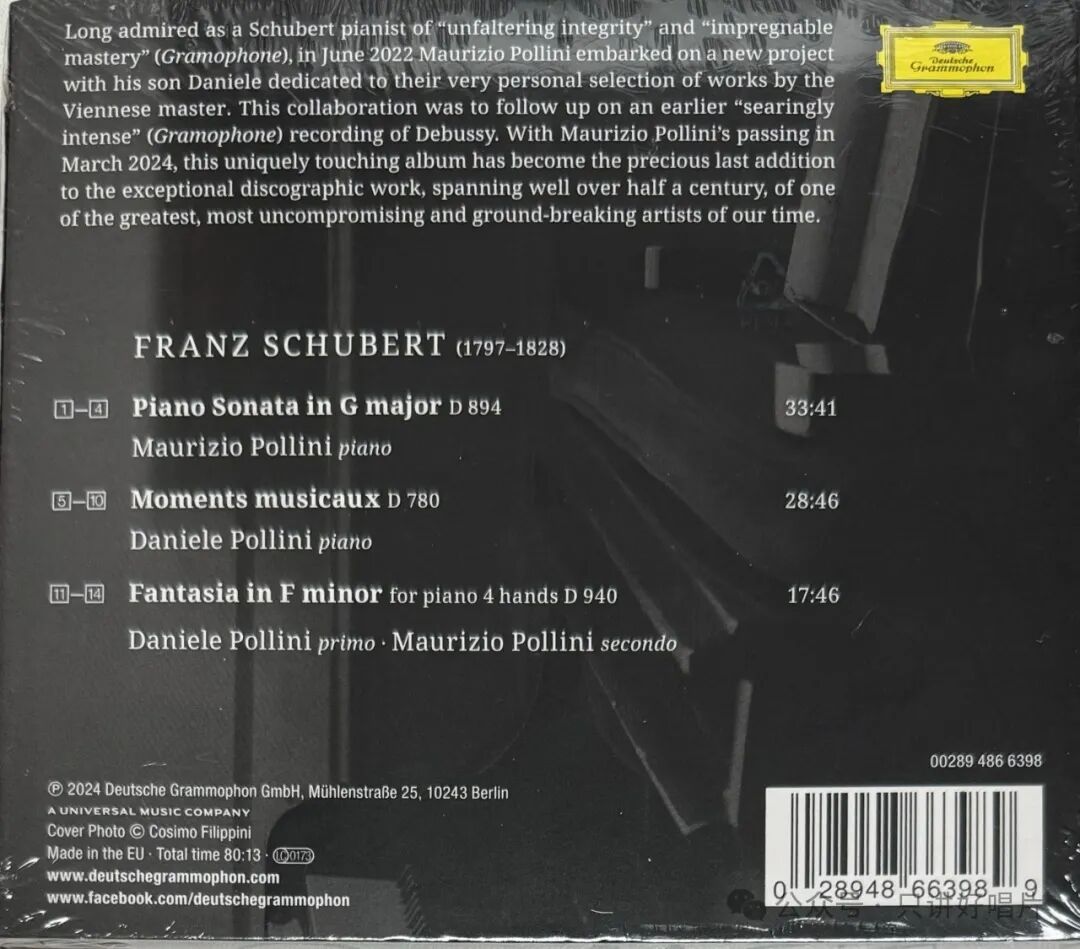 Long admired as a Schubert pianist of “unfaltering integrity” and “impregnable
mastery” (Gramophone), in June 2022 Maurizio Pollini embarked on a new project
with his son Daniele dedicated to their very personal selection of works by the
Viennese master. This collaboration was to follow up on an earlier “searingly
intense” (Gramophone) recording of Debussy. With Maurizio Pollini’s passing in
March 2024, this uniquely touching album has become the precious last addition
to the exceptional discographic work, spanning well over half a century, of one
of the greatest, most uncompromising and ground-breaking artists of our time.
Deutsche
Grammophon
FRANZ SCHUBERT (1797–1828)
1–4 Piano Sonata in G major D 894 33:41
Maurizio Pollini piano
5–10 Moments musicaux D 780 28:46
Daniele Pollini piano
11–14 Fantasia in F minor for piano 4 hands D 940 17:46
Daniele Pollini primo · Maurizio Pollini secondo
00289 486 6398
℗ 2024 Deutsche Grammophon GmbH, Mühlenstraße 25, 10243 Berlin
A UNIVERSAL MUSIC COMPANY
Cover Photo © Cosimo Filippini
Made in the EU · Total time 80:13 · LC0173
www.deutschegrammophon.com
www.facebook.com/deutschegrammophon
0 28948 66398 9
公众号 · 只讲好唱片